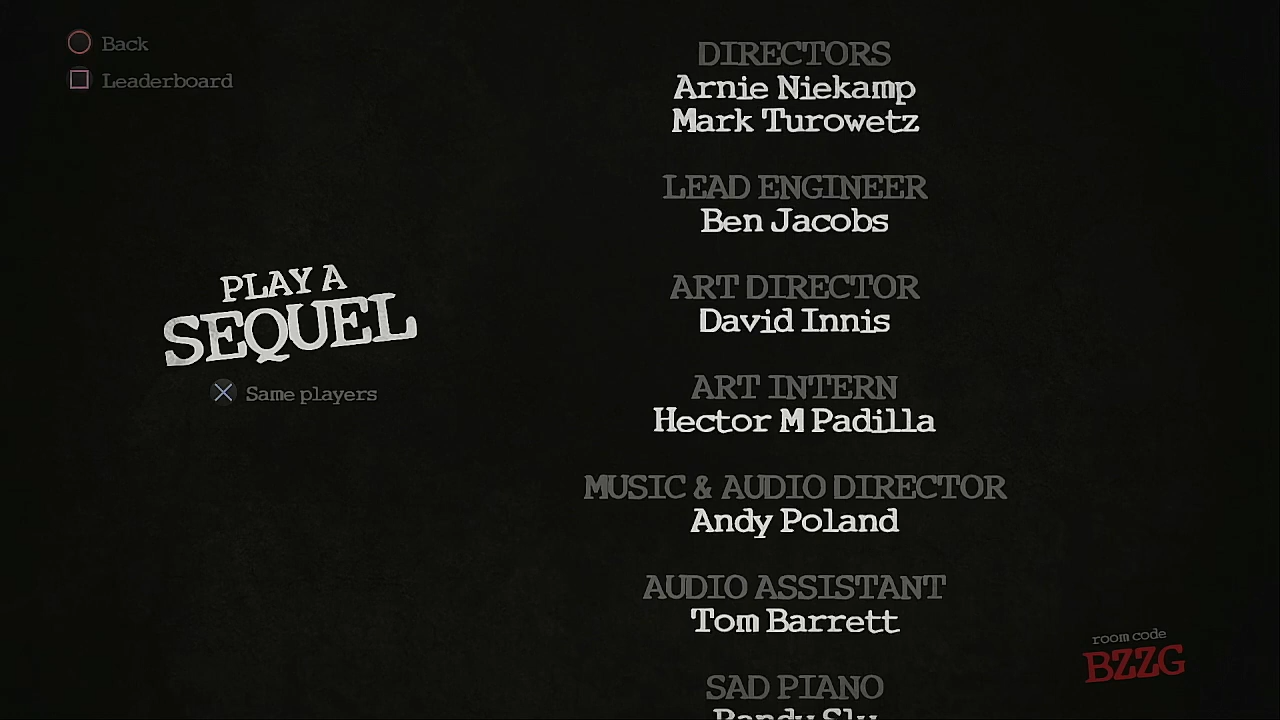 Back
Leaderboard
PLAY A
SEQUEL
Same players
DIRECTORS
Arnie Niekamp
Mark Turowetz
LEAD ENGINEER
Ben Jacobs
ART DIRECTOR
David Innis
ART INTERN
Hector M Padilla
MUSIC & AUDIO DIRECTOR
Andy Poland
AUDIO ASSISTANT
Tom Barrett
SAD PIANO
room code
BZZG